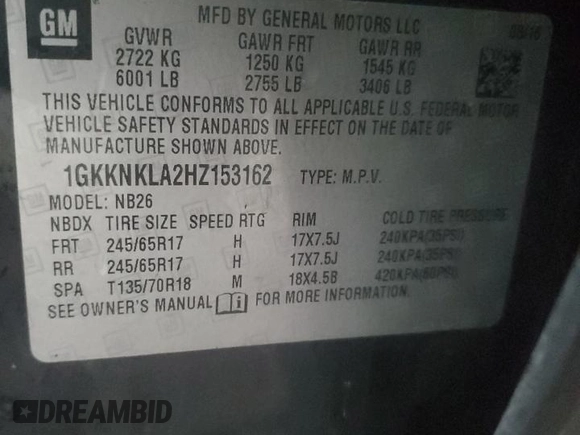 GM
MFD BY GENERAL MOTORS LLC
GVWR GAWR FRT GAWR RR
2722 KG 1250 KG 1545 KG
6001 LB 2755 LB 3406 LB
THIS VEHICLE CONFORMS TO ALL APPLICABLE U.S. FEDERAL MOTOR
VEHICLE SAFETY STANDARDS IN EFFECT ON THE DATE OF
MANUFACTURE SHOWN ABOVE.
1GKKNKLA2HZ153162 TYPE: M.P.V.
MODEL: NB26
NBDX TIRE SIZE SPEED RTG RIM COLD TIRE PRESSURE
FRT 245/65R17 H 17X7.5J 240KPA(35PSI)
RR 245/65R17 H 17X7.5J 240KPA(35PSI)
SPA T135/70R18 M 18X4.5B 420KPA(60PSI)
SEE OWNER'S MANUAL FOR MORE INFORMATION.
DREAMBID